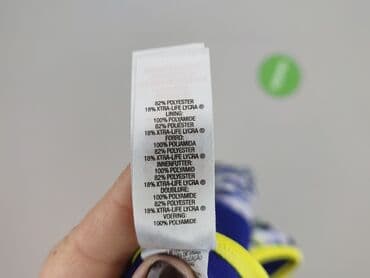 82% POLYESTER
18% XTRA-LIFE LYCRA ®
LINING:
100% POLYAMIDE
82% POLIESTER
18% XTRA-LIFE LYCRA ®
FORRO:
100% POLIAMIDA
82% POLYESTER
18% XTRA-LIFE LYCRA ®
INNENFUTTER:
100% POLYAMID
82% POLYESTER
18% XTRA-LIFE LYCRA ®
DOUBLURE:
100% POLYAMIDE
82% POLYESTER
18% XTRA-LIFE LYCRA ®
VOERING:
100% POLYAMIDE